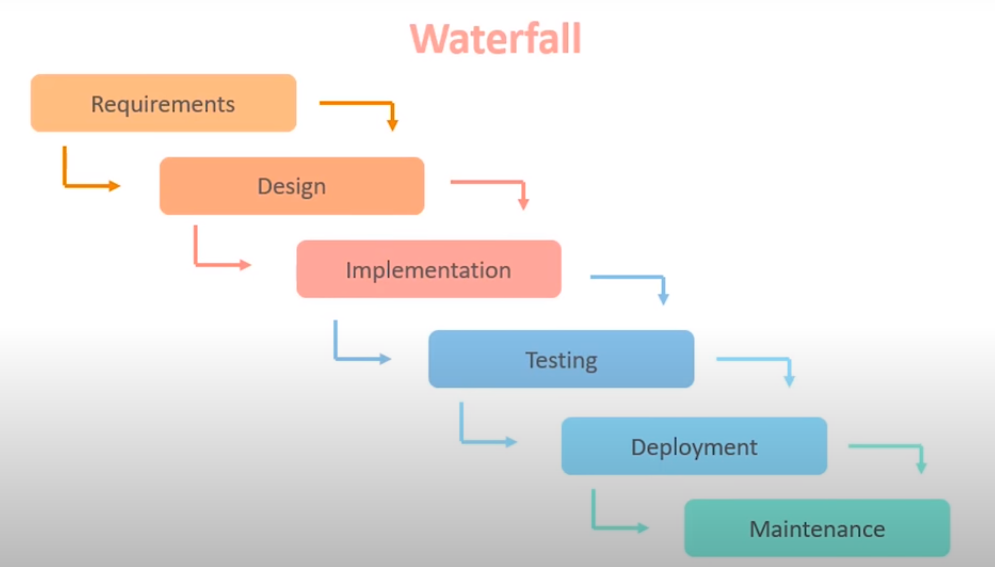 Waterfall
Requirements
Design
Implementation
Testing
Deployment
Maintenance